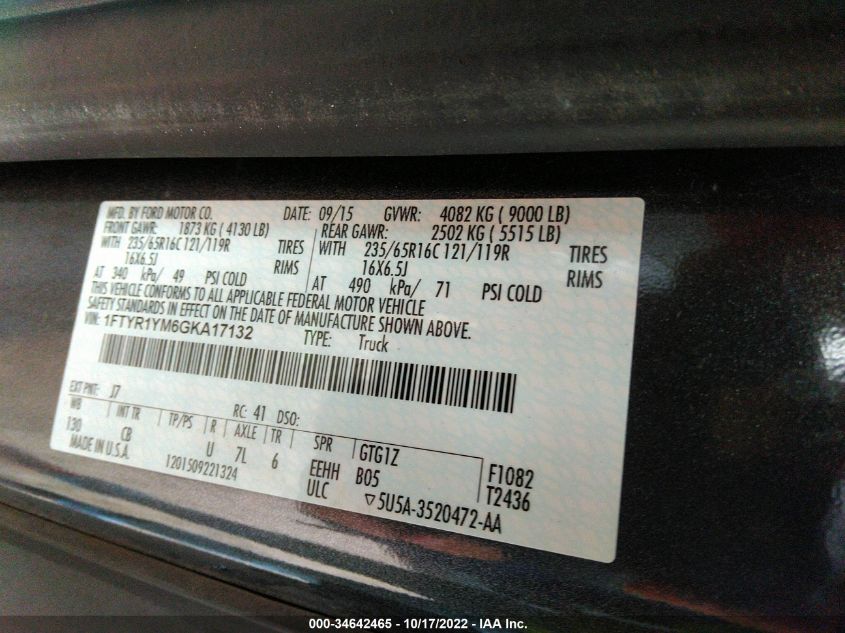 MFD. BY FORD MOTOR CO. DATE: 09/15 GVWR: 4082 KG ( 9000 LB)
FRONT GAWR: 1873 KG ( 4130 LB) REAR GAWR: 2502 KG ( 5515 LB)
WITH 235/65R16C 121/119R TIRES WITH 235/65R16C 121/119R TIRES
16X6.5J RIMS 16X6.5J RIMS
AT 340 kPa/ 49 PSI COLD AT 490 kPa/ 71 PSI COLD
THIS VEHICLE CONFORMS TO ALL APPLICABLE FEDERAL MOTOR VEHICLE
SAFETY STANDARDS IN EFFECT ON THE DATE OF MANUFACTURE SHOWN ABOVE.
VIN: 1FTYR1YM6GKA17132 TYPE: Truck
EXT PNT: J7 RC: 41 DSO:
WB INT TR TP/PS R AXLE TR SPR GTG1Z F1082
130 CB U 7L 6 EEHH B05 T2436
MADE IN U.S.A. 1201509221324 ULC ▽5U5A-3520472-AA
000-34642465 - 10/17/2022 - IAA Inc.